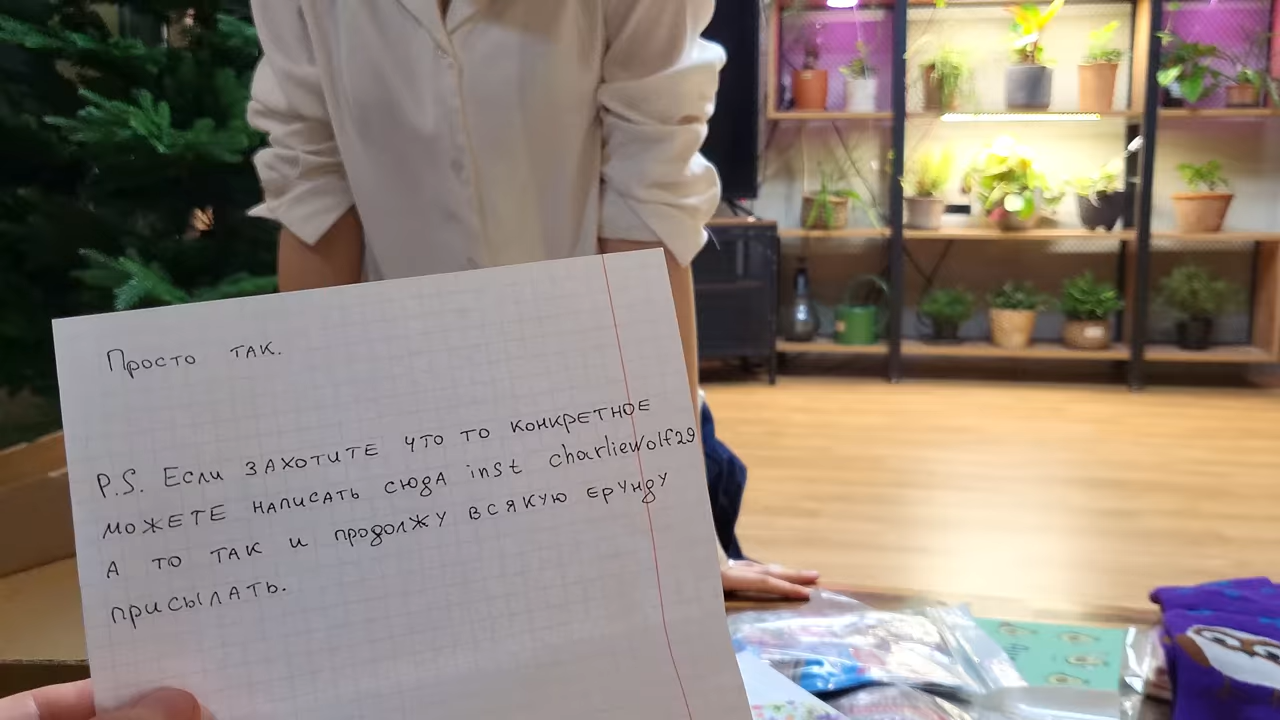 Просто так.
P.S. Если захотите что то конкретное
можете написать сюда inst charliewolf29
А то так и продолжу всякую ерунду
присылать.